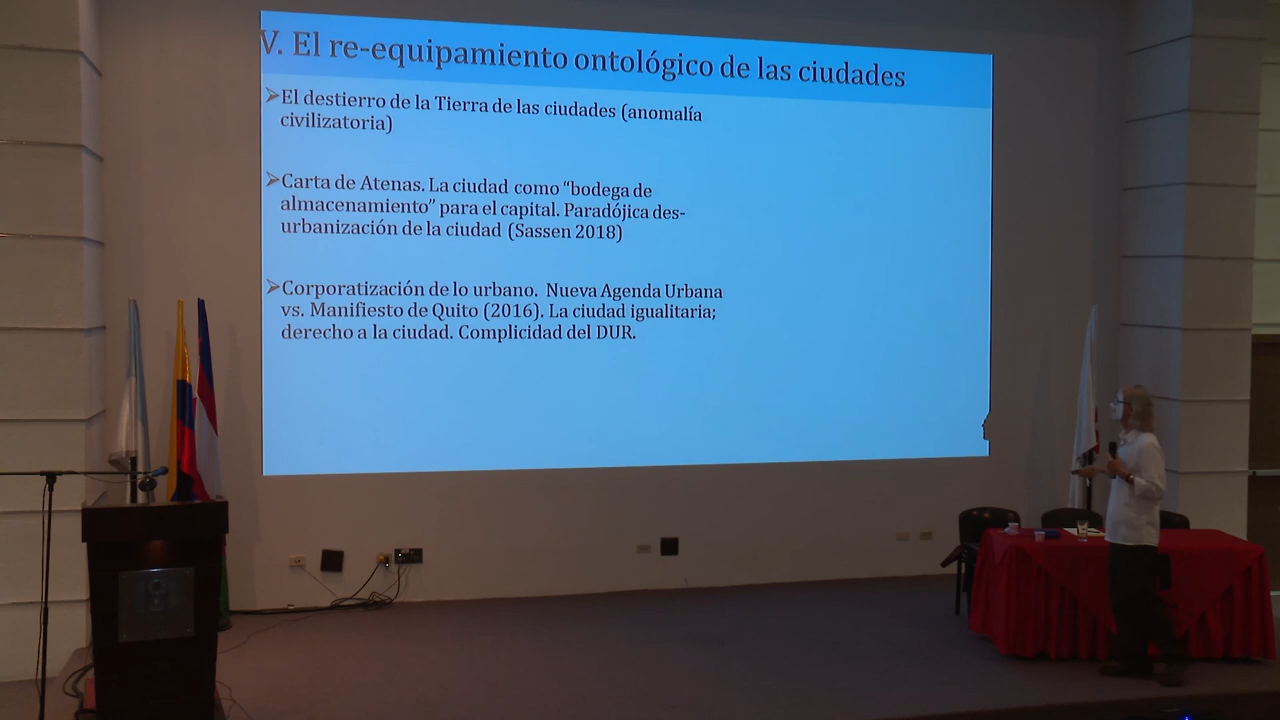 V. El re-equipamiento ontológico de las ciudades
➢El destierro de la Tierra de las ciudades (anomalía
civilizatoria)
➢Carta de Atenas. La ciudad como “bodega de
almacenamiento” para el capital. Paradójica des-
urbanización de la ciudad (Sassen 2018)
➢Corporatización de lo urbano. Nueva Agenda Urbana
vs. Manifiesto de Quito (2016). La ciudad igualitaria;
derecho a la ciudad. Complicidad del DUR.